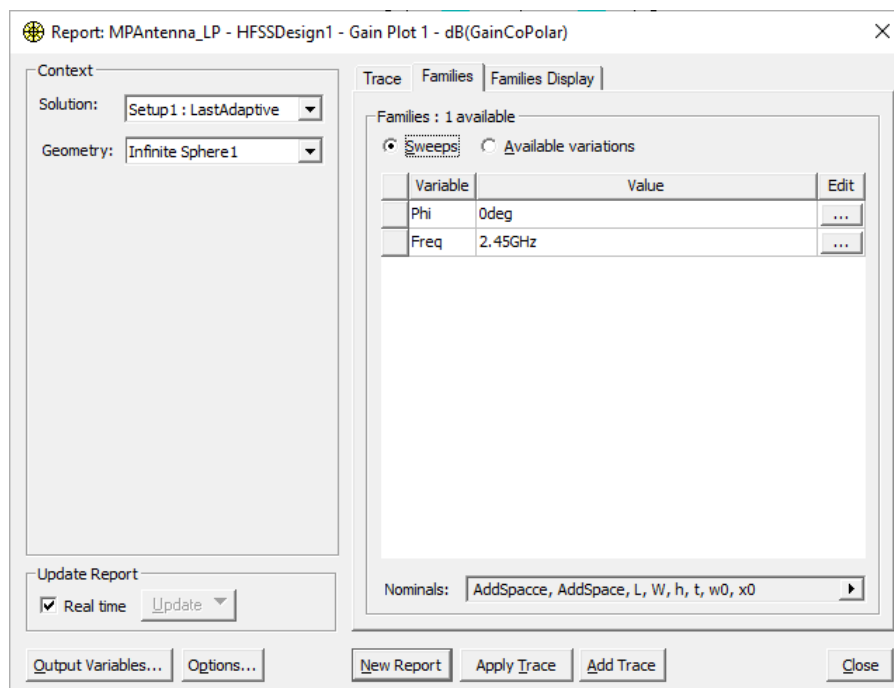 Report: MPAntenna_LP - HFSSDesign1 - Gain Plot 1 - dB(GainCoPolar)
Context
Solution: Setup1 : LastAdaptive
Geometry: Infinite Sphere1
Trace Families Families Display
Families : 1 available
Sweeps Available variations
Variable Value Edit
Phi 0deg ...
Freq 2.45GHz ...
Nominals: AddSpacce, AddSpace, L, W, h, t, w0, x0
Update Report
Real time Update
Output Variables... Options... New Report Apply Trace Add Trace Close